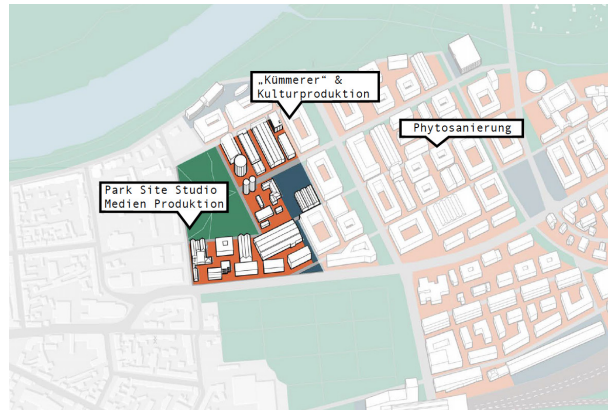 „Kümmerer“ &
Kulturproduktion
Phytosanierung
Park Site Studio
Medien Produktion